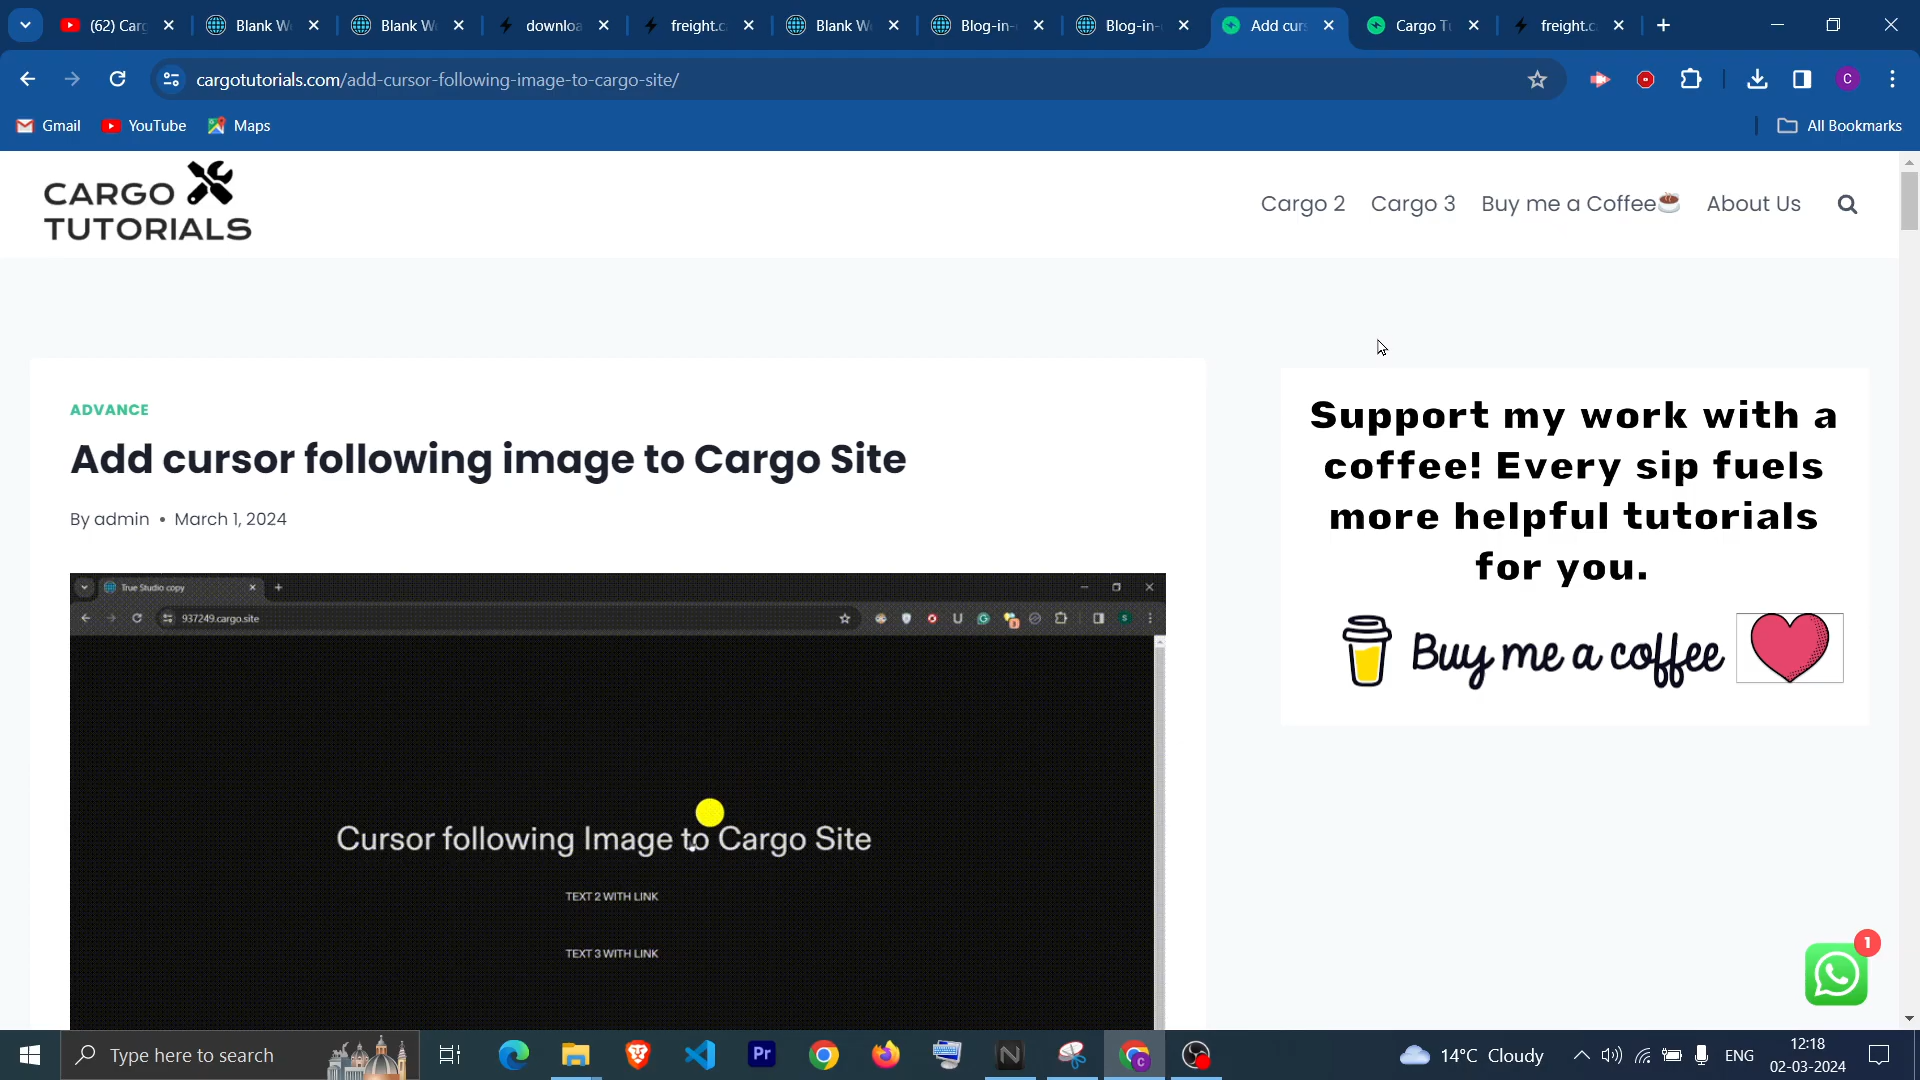 (62) Carg
Blank W
Blank W
downloa
freight.c
Blank W
Blog-in-
Blog-in-
Add curs
Cargo Tu
freight.c
cargotutorials.com/add-cursor-following-image-to-cargo-site/
C
Gmail
YouTube
Maps
All Bookmarks
CARGO
TUTORIALS
Cargo 2
Cargo 3
Buy me a Coffee☕
About Us
ADVANCE
Add cursor following image to Cargo Site
By admin • March 1, 2024
True Studio copy
937249.cargo.site
Cursor following Image to Cargo Site
TEXT 2 WITH LINK
TEXT 3 WITH LINK
Support my work with a
coffee! Every sip fuels
more helpful tutorials
for you.
Buy me a coffee
1
Type here to search
Pr
N
C
14°C Cloudy
ENG
12:18
02-03-2024